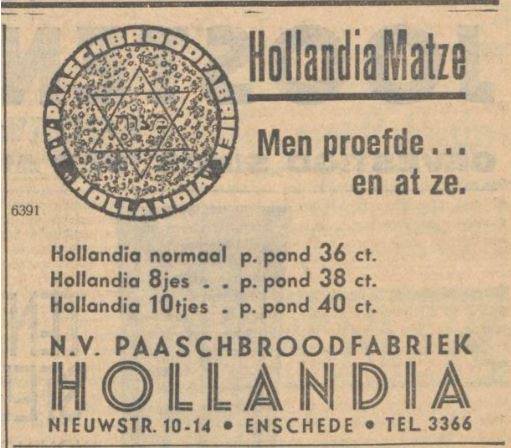 N.V. PAASCHBROODFABRIEK
"HOLLANDIA"
Hollandia Matze
Men proefde ...
en at ze.
6391
Hollandia normaal p. pond 36 ct.
Hollandia 8jes . . p. pond 38 ct.
Hollandia 10tjes . p. pond 40 ct.
N.V. PAASCHBROODFABRIEK
HOLLANDIA
NIEUWSTR. 10-14 • ENSCHEDE • TEL. 3366